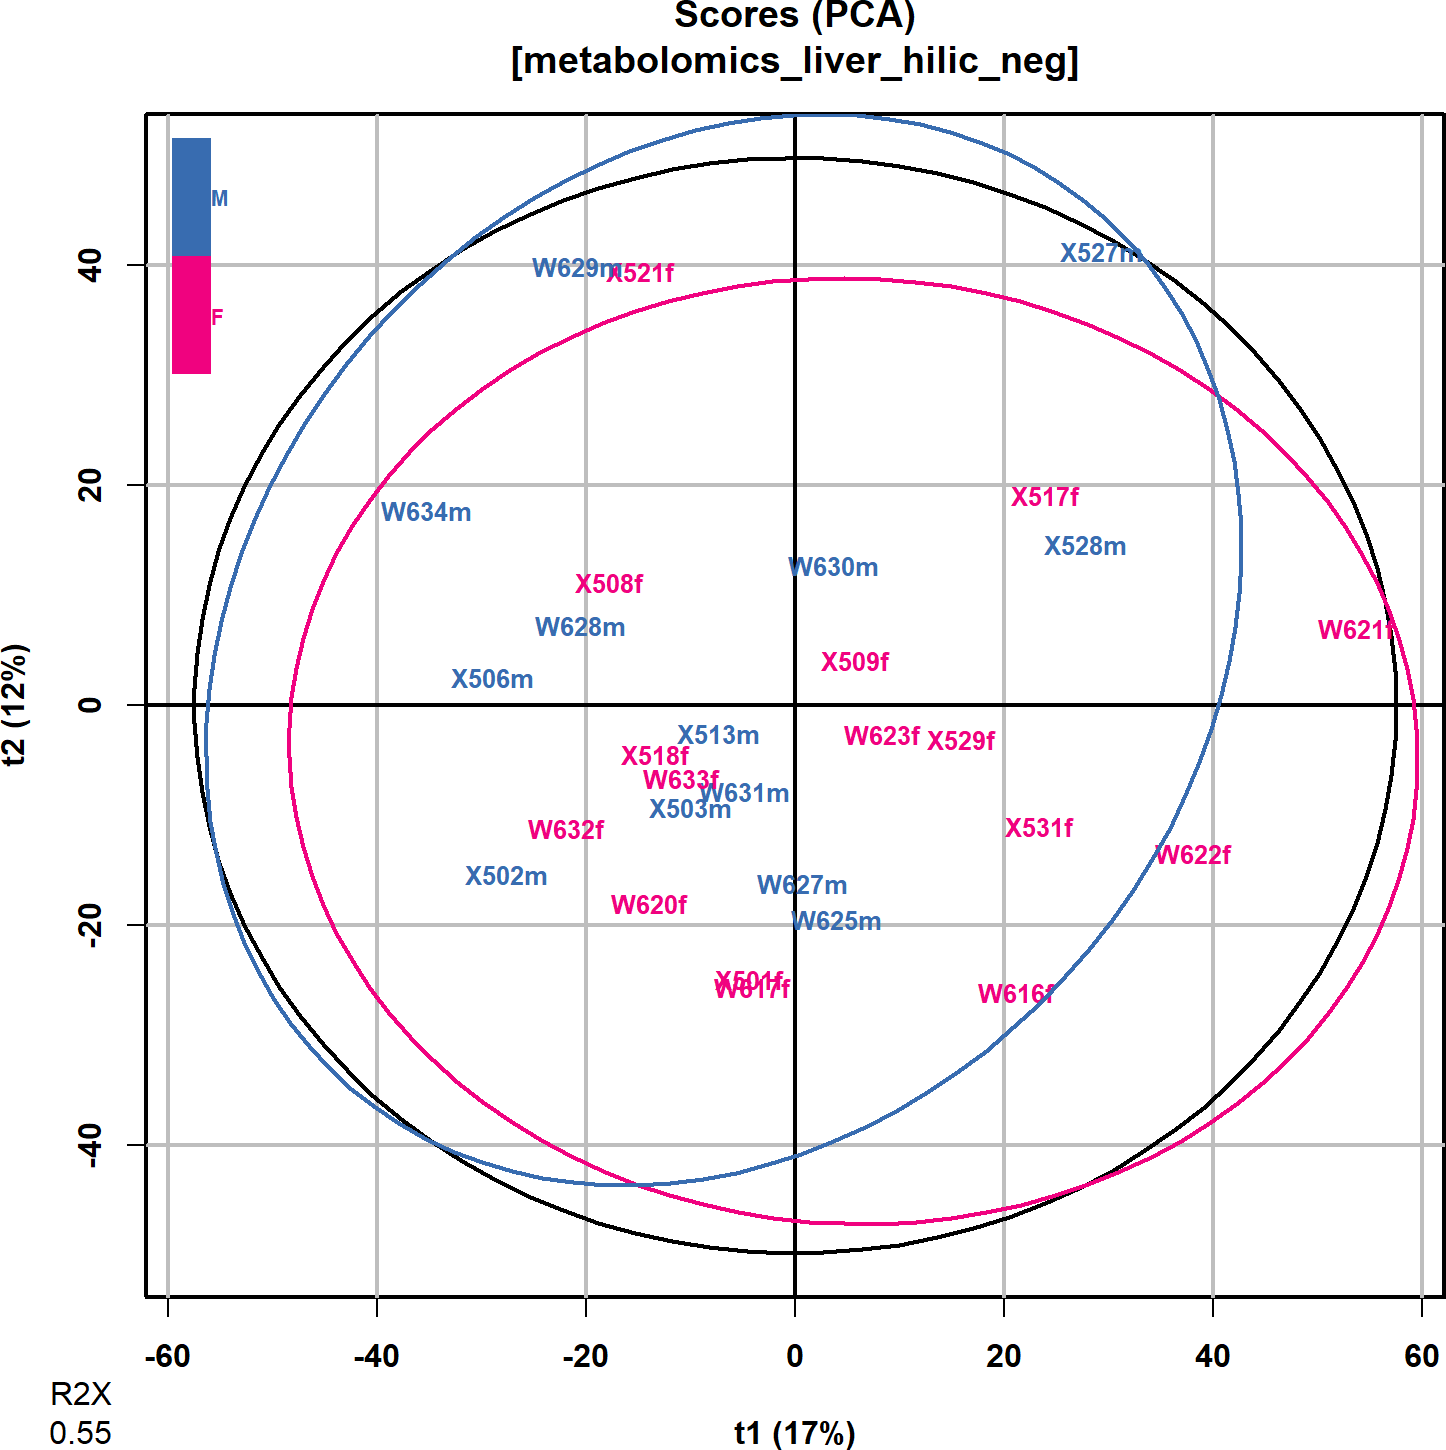 Scores (PCA)
[metabolomics_liver_hilic_neg]
M
F
W629m
X521f
X527m
W634m
X517f
X528m
W630m
X508f
W628m
W621f
X509f
X506m
X513m
W623f
X529f
X518f
W633f
W631m
X503m
W632f
X531f
W622f
X502m
W627m
W620f
W625m
X501f
W617f
W616f
40
20
0
-20
-40
t2 (12%)
-60
-40
-20
0
20
40
60
R2X
0.55
t1 (17%)